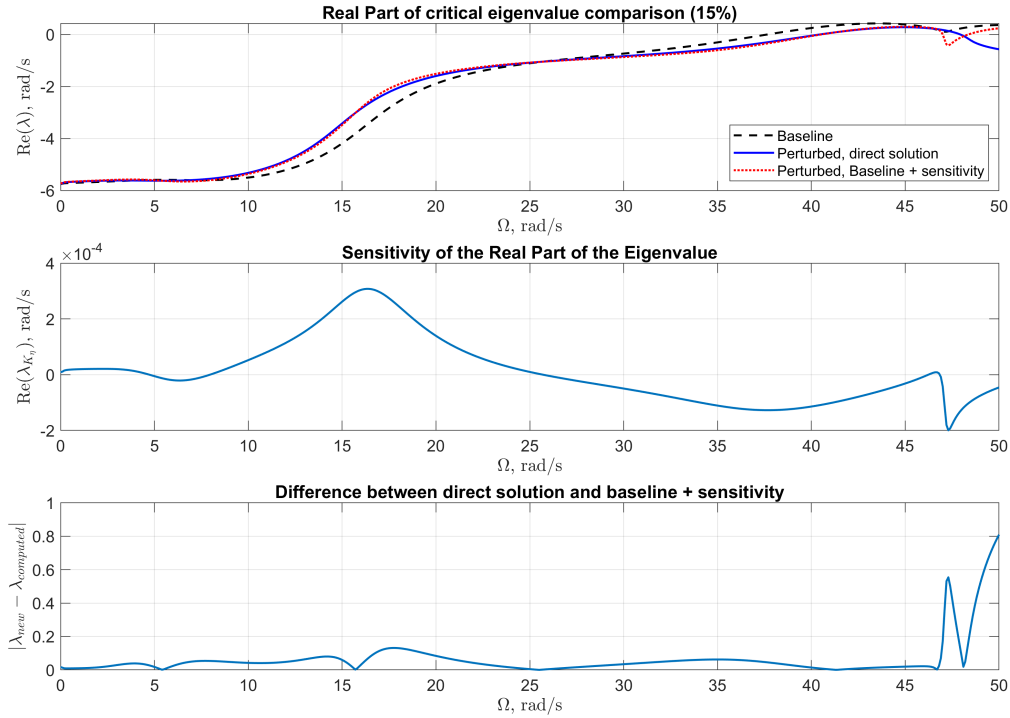 Real Part of critical eigenvalue comparison (15%)
Re(λ), rad/s
0
-2
-4
-6
Baseline
Perturbed, direct solution
Perturbed, Baseline + sensitivity
0 5 10 15 20 25 30 35 40 45 50
Ω, rad/s
Sensitivity of the Real Part of the Eigenvalue
×10⁻⁴
Re(λ_{K_η}), rad/s
4
2
0
-2
0 5 10 15 20 25 30 35 40 45 50
Ω, rad/s
Difference between direct solution and baseline + sensitivity
|λ_{new} − λ_{computed}|
1
0.8
0.6
0.4
0.2
0
0 5 10 15 20 25 30 35 40 45 50
Ω, rad/s